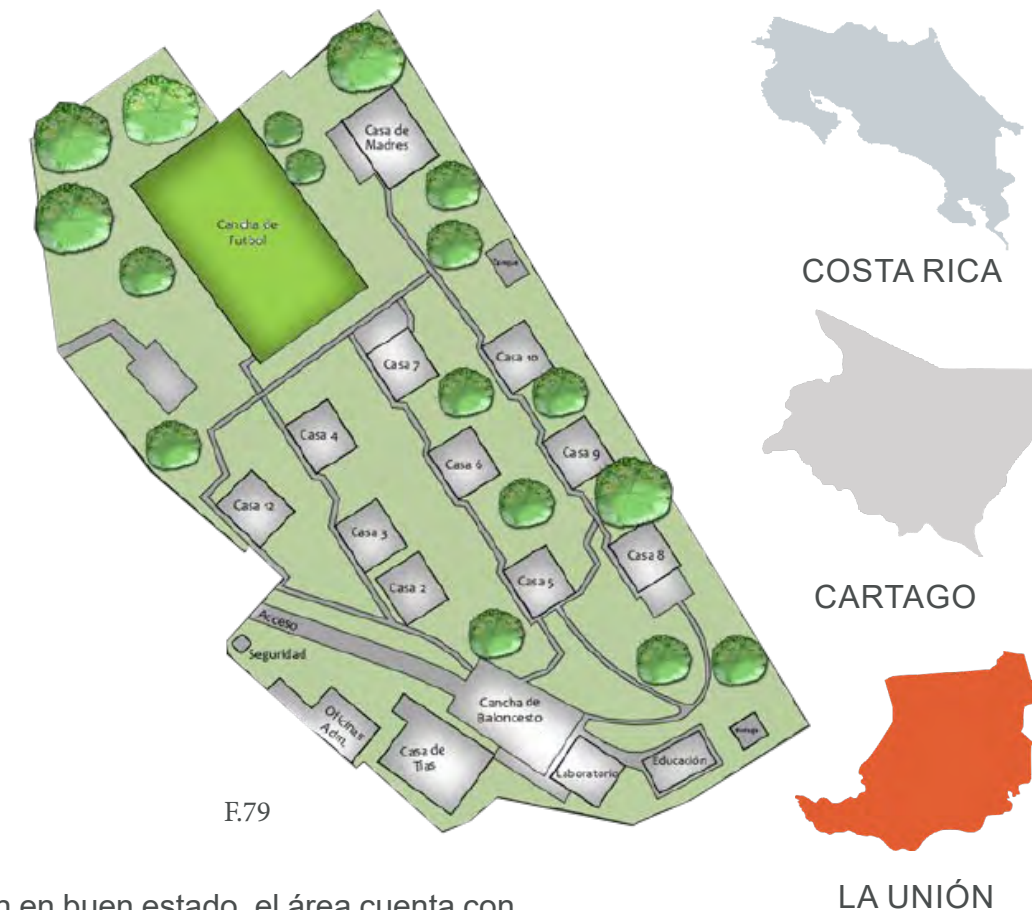 Casa de
Madres
Cancha de
Futbol
Tanque
Casa 10
Casa 7
Casa 4
Casa 9
Casa 6
Casa 12
Casa 3
Casa 8
Casa 5
Casa 2
Acceso
Seguridad
Oficinas
Adm.
Casa de
Tías
Cancha de
Baloncesto
Laboratorio
Educación
Bodega
F.79
COSTA RICA
CARTAGO
LA UNIÓN
en buen estado, el área cuenta con